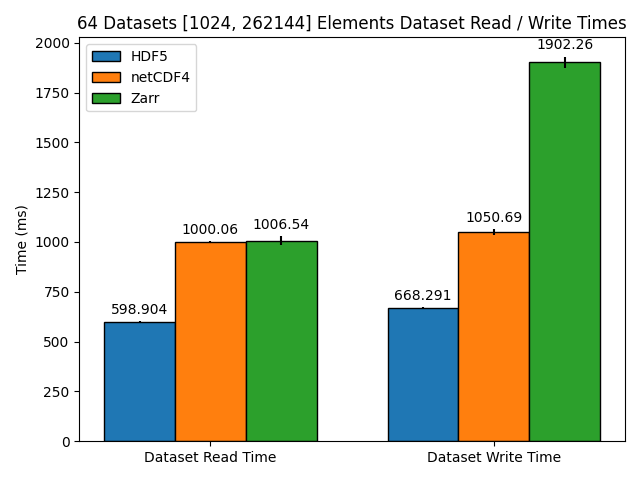 64 Datasets [1024, 262144] Elements Dataset Read / Write Times
HDF5
netCDF4
Zarr
Time (ms)
2000
1750
1500
1250
1000
750
500
250
0
598.904
1000.06
1006.54
668.291
1050.69
1902.26
Dataset Read Time
Dataset Write Time